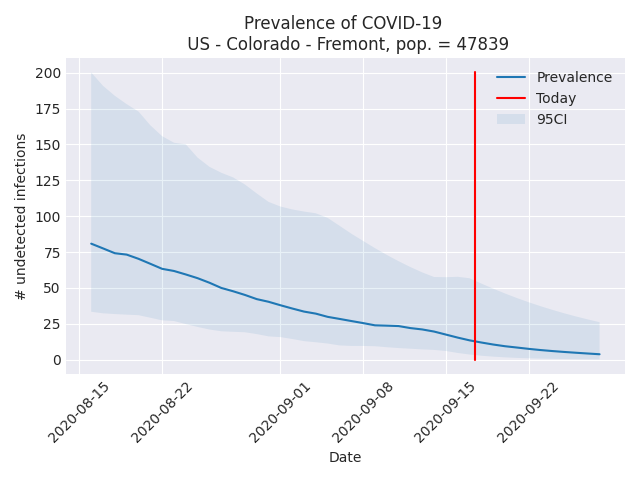 Prevalence of COVID-19
US - Colorado - Fremont, pop. = 47839
# undetected infections
200
175
150
125
100
75
50
25
0
Prevalence
Today
95CI
2020-08-15
2020-08-22
2020-09-01
2020-09-08
2020-09-15
2020-09-22
Date